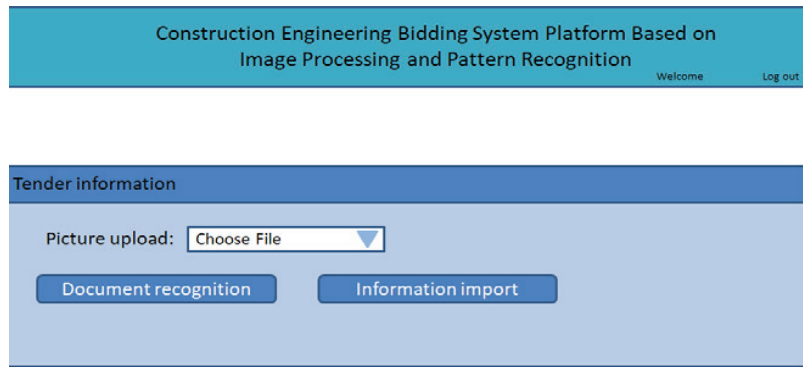 Construction Engineering Bidding System Platform Based on
Image Processing and Pattern Recognition
Welcome Log out
Tender information
Picture upload: Choose File
Document recognition Information import